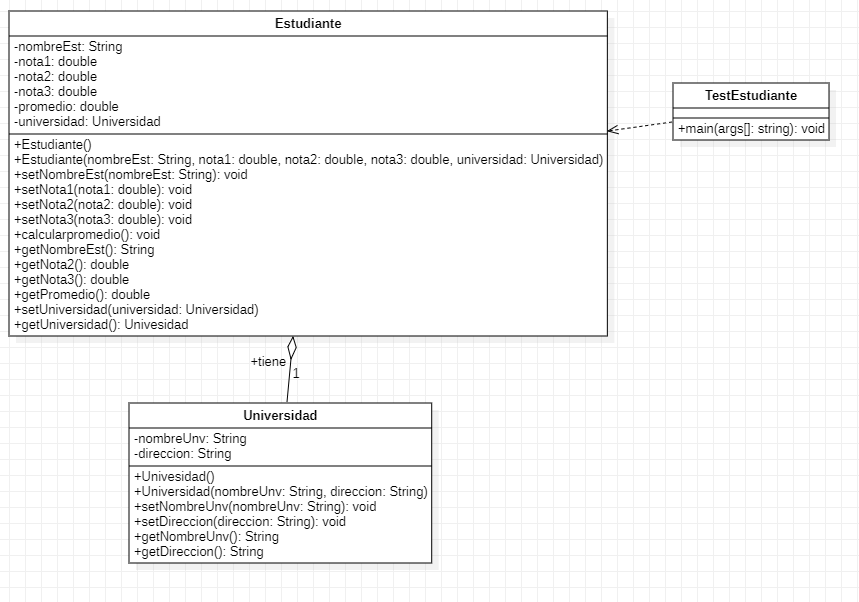 Estudiante
-nombreEst: String
-nota1: double
-nota2: double
-nota3: double
-promedio: double
-universidad: Universidad
+Estudiante()
+Estudiante(nombreEst: String, nota1: double, nota2: double, nota3: double, universidad: Universidad)
+setNombreEst(nombreEst: String): void
+setNota1(nota1: double): void
+setNota2(nota2: double): void
+setNota3(nota3: double): void
+calcularpromedio(): void
+getNombreEst(): String
+getNota2(): double
+getNota3(): double
+getPromedio(): double
+setUniversidad(universidad: Universidad)
+getUniversidad(): Univesidad
TestEstudiante
+main(args[]: string): void
+tiene
1
Universidad
-nombreUnv: String
-direccion: String
+Univesidad()
+Universidad(nombreUnv: String, direccion: String)
+setNombreUnv(nombreUnv: String): void
+setDireccion(direccion: String): void
+getNombreUnv(): String
+getDireccion(): String